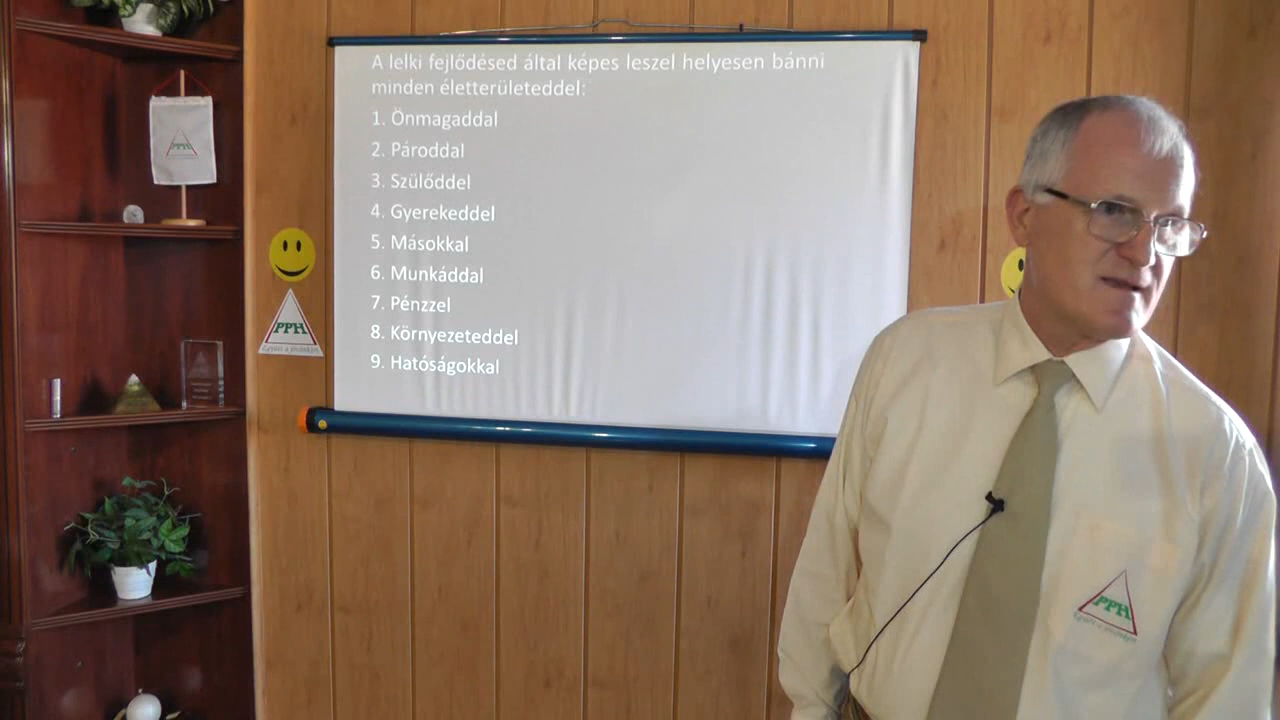 A lelki fejlődésed által képes leszel helyesen bánni
minden életterületeddel:
1. Önmagaddal
2. Pároddal
3. Szülőddel
4. Gyerekeddel
5. Másokkal
6. Munkáddal
7. Pénzzel
8. Környezeteddel
9. Hatóságokkal
PPH
PPH
PPH